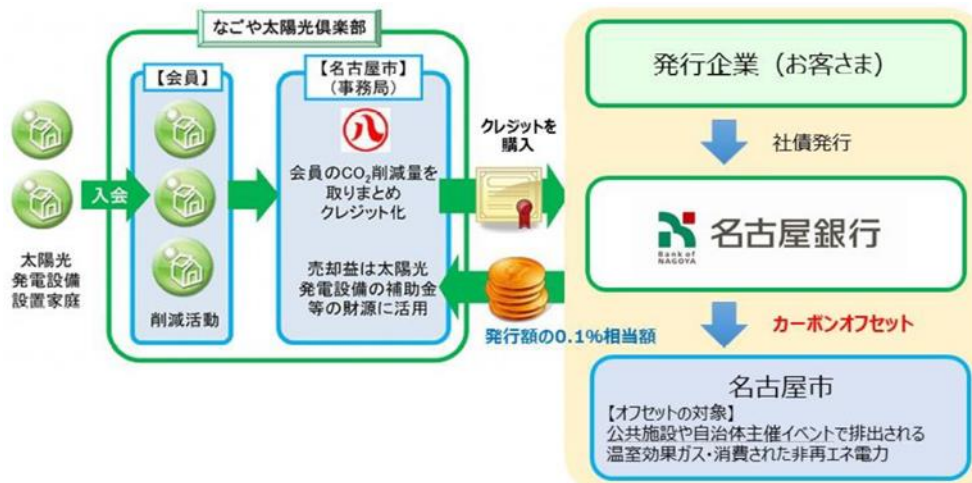 なごや太陽光倶楽部
【会員】
【名古屋市】
(事務局)
八
入会
太陽光
発電設備
設置家庭
削減活動
会員のCO₂削減量を
取りまとめ
クレジット化
売却益は太陽光
発電設備の補助金
等の財源に活用
クレジットを
購入
発行額の0.1%相当額
発行企業（お客さま）
社債発行
Bank of
NAGOYA
名古屋銀行
カーボンオフセット
名古屋市
【オフセットの対象】
公共施設や自治体主催イベントで排出される
温室効果ガス・消費された非再エネ電力